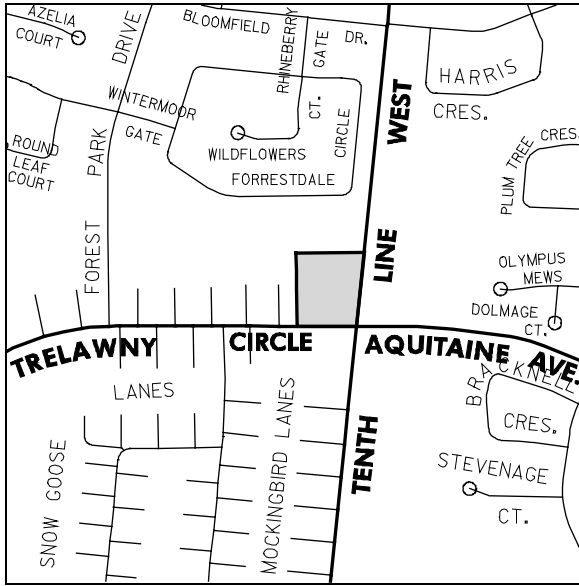 AZELIA
COURT
DRIVE
BLOOMFIELD
DR.
RHINEBERRY
GATE
CT.
WEST
HARRIS
CRES.
WINTERMOOR
GATE
CIRCLE
WILDFLOWERS
FORRESTDALE
ROUND
LEAF
COURT
PARK
FOREST
PLUM TREE
CRES.
LINE
OLYMPUS
MEWS
DOLMAGE
CT.
TRELAWNY
CIRCLE
AQUITAINE
AVE.
LANES
BRACKNELL
CRES.
SNOW GOOSE
MOCKINGBIRD LANES
TENTH
STEVENAGE
CT.